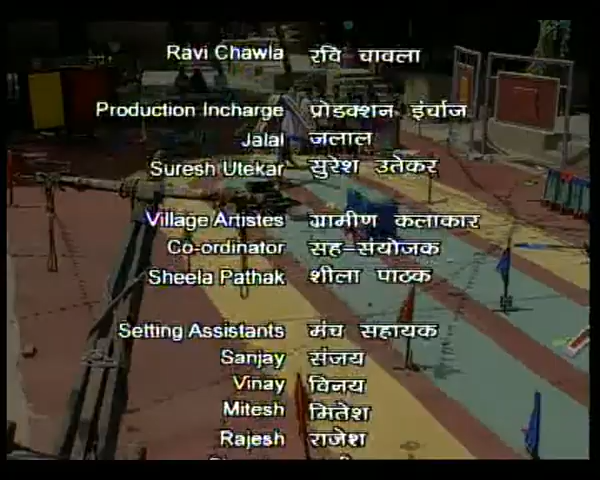 Ravi Chawla रवि चावला
Production Incharge प्रोडक्शन इंर्चाज
Jalal जलाल
Suresh Utekar सुरेश उतेकर
Village Artistes ग्रामीण कलाकार
Co-ordinator सह-संयोजक
Sheela Pathak शीला पाठक
Setting Assistants मंच सहायक
Sanjay संजय
Vinay विनय
Mitesh मितेश
Rajesh राजेश